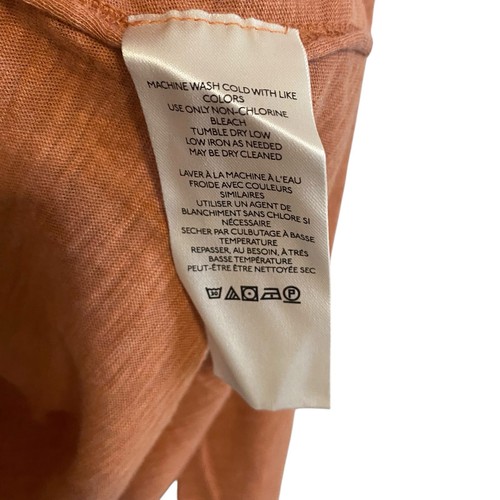 MACHINE WASH COLD WITH LIKE
COLORS
USE ONLY NON-CHLORINE
BLEACH
TUMBLE DRY LOW
LOW IRON AS NEEDED
MAY BE DRY CLEANED
LAVER À LA MACHINE À L'EAU
FROIDE AVEC COULEURS
SIMILAIRES
UTILISER UN AGENT DE
BLANCHIMENT SANS CHLORE SI
NÉCESSAIRE
SECHER PAR CULBUTAGE À BASSE
TEMPERATURE
REPASSER, AU BESOIN, À TRÉS
BASSE TEMPÉRATURE
PEUT-ÊTRE ÊTRE NETTOYÉE SEC
30 P